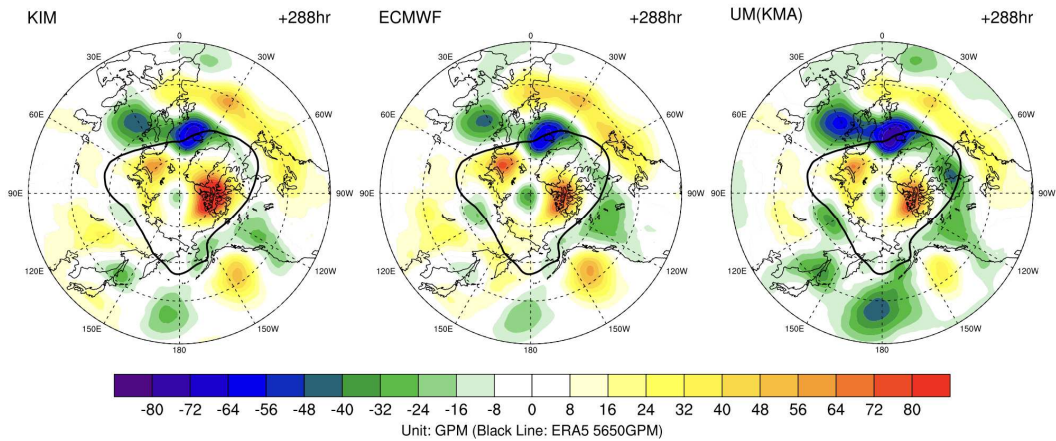 KIM +288hr ECMWF +288hr UM(KMA) +288hr
0 0 0
30E 30W 30E 30W 30E 30W
60E 60W 60E 60W 60E 60W
90E 90W 90E 90W 90E 90W
120E 120W 120E 120W 120E 120W
150E 150W 150E 150W 150E 150W
180 180 180
-80 -72 -64 -56 -48 -40 -32 -24 -16 -8 0 8 16 24 32 40 48 56 64 72 80
Unit: GPM (Black Line: ERA5 5650GPM)